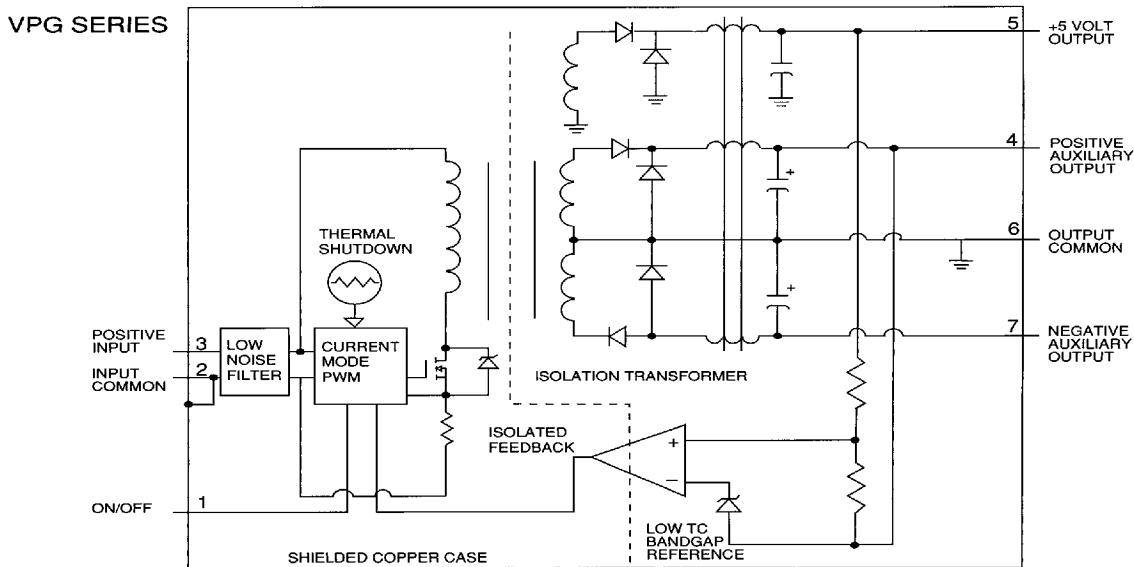 VPG SERIES
5
+5 VOLT
OUTPUT
4
POSITIVE
AUXILIARY
OUTPUT
THERMAL
SHUTDOWN
6
OUTPUT
COMMON
+
+
POSITIVE
INPUT
3
INPUT
COMMON
2
LOW
NOISE
FILTER
CURRENT
MODE
PWM
7
NEGATIVE
AUXILIARY
OUTPUT
ISOLATION TRANSFORMER
ISOLATED
FEEDBACK
+
–
ON/OFF
1
LOW TC
BANDGAP
REFERENCE
SHIELDED COPPER CASE